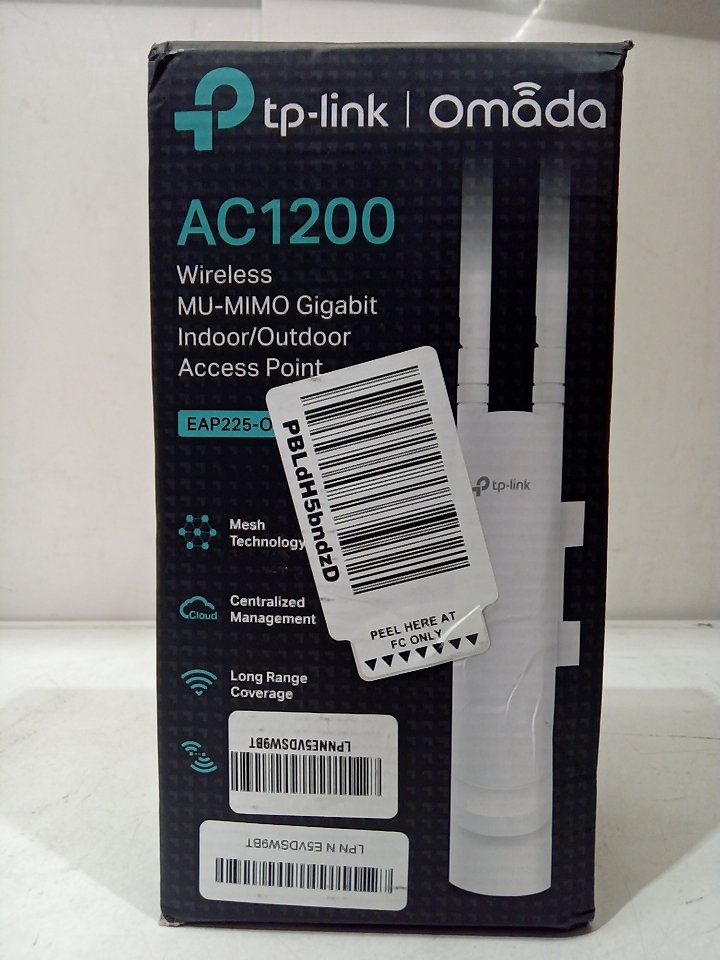 tp-link | Omada
AC1200
Wireless
MU-MIMO Gigabit
Indoor/Outdoor
Access Point
EAP225-O
PBLdH5bndzD
tp-link
Mesh
Technology
Centralized
Cloud
Management
PEEL HERE AT
FC ONLY
Long Range
Coverage
LPNNE5VDSW9BT
LPN N E5VDSW9BT